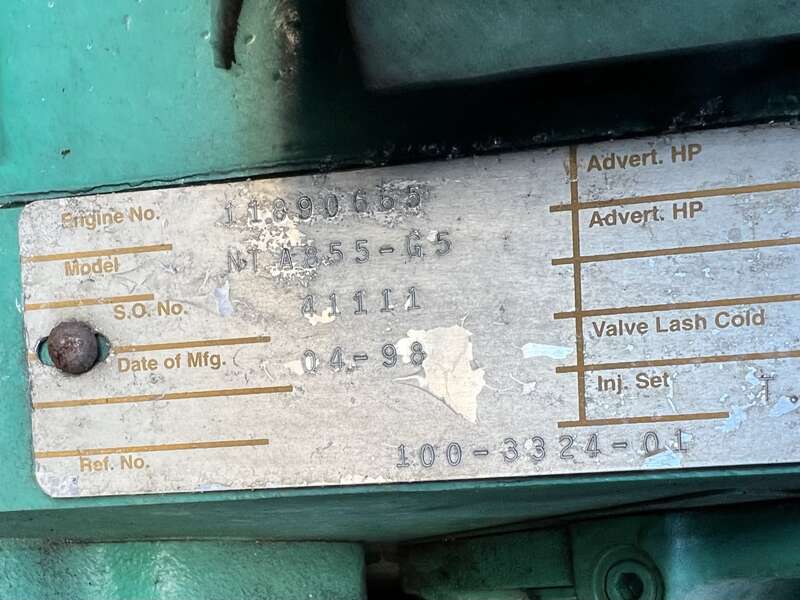 Engine No. 11890665
Model NTA855-G5
S.O. No. 41111
Date of Mfg. 04-98
Ref. No. 100-3324-01
Advert. HP
Advert. HP
Valve Lash Cold
Inj. Set T